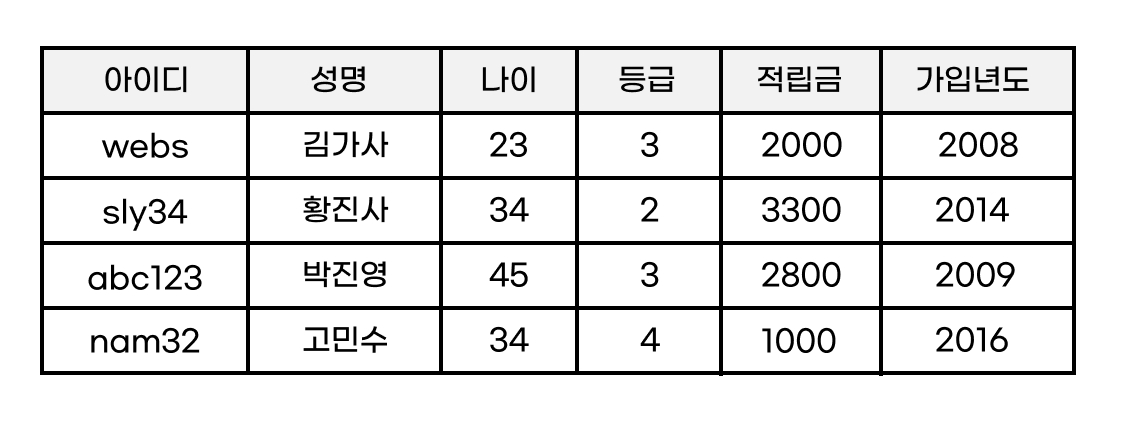 아이디 성명 나이 등급 적립금 가입년도
webs 김가사 23 3 2000 2008
sly34 황진사 34 2 3300 2014
abc123 박진영 45 3 2800 2009
nam32 고민수 34 4 1000 2016